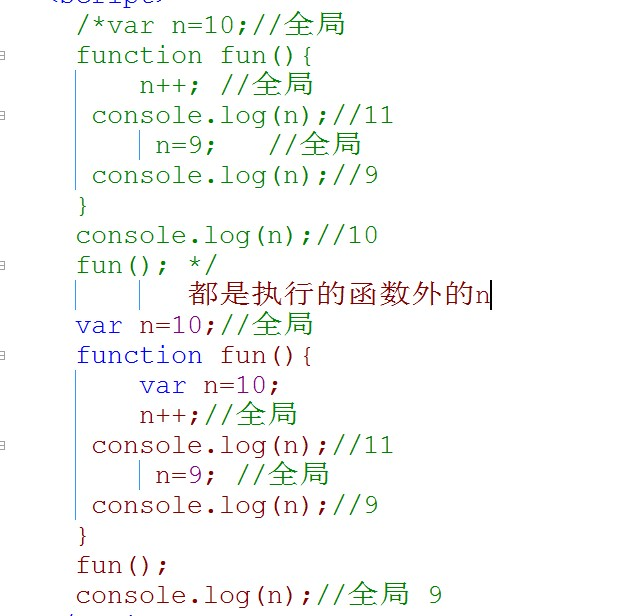 /*var n=10;//全局
function fun(){
n++; //全局
console.log(n);//11
n=9; //全局
console.log(n);//9
}
console.log(n);//10
fun(); */
都是执行的函数外的n
var n=10;//全局
function fun(){
var n=10;
n++;//全局
console.log(n);//11
n=9; //全局
console.log(n);//9
}
fun();
console.log(n);//全局 9